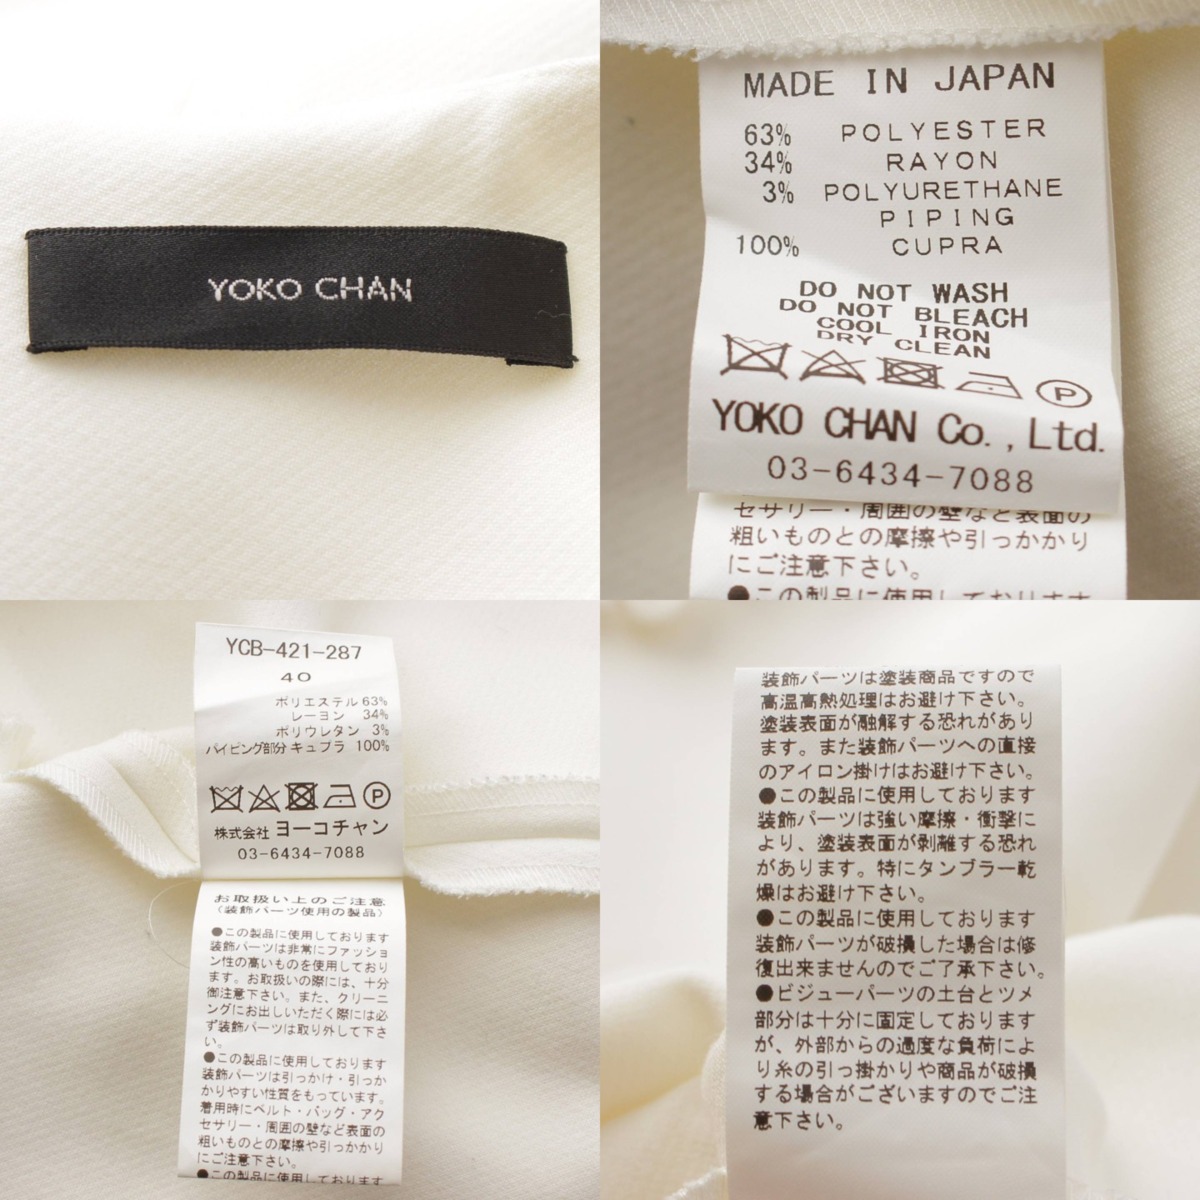 YOKO CHAN
MADE IN JAPAN
63% POLYESTER
34% RAYON
3% POLYURETHANE
PIPING
100% CUPRA
DO NOT WASH
DO NOT BLEACH
COOL IRON
DRY CLEAN
P
YOKO CHAN Co.,Ltd.
03-6434-7088
セサリー・周囲の壁など表面の
粗いものとの摩擦や引っかかり
にご注意下さい。
●この製品に使用しております
YCB-421-287
40
ポリエステル 63%
レーヨン 34%
ポリウレタン 3%
パイピング部分 キュプラ 100%
P
株式会社 ヨーコチャン
03-6434-7088
お取扱い上のご注意
(装飾パーツ使用の製品)
●この製品に使用しております
装飾パーツは非常にファッショ
ン性の高いものを使用しており
ます。お取扱いの際には、十分
御注意下さい。また、クリーニ
ングにお出しいただく際には必
ず装飾パーツは取り外して下さ
い。
●この製品に使用しております
装飾パーツは引っかけ・引っか
かりやすい性質をもっています。
着用時にベルト・バッグ・アク
セサリー・周囲の壁など表面の
粗いものとの摩擦や引っかかり
にご注意下さい。
●この製品に使用しております
装飾パーツは塗装商品ですので
高温高熱処理はお避け下さい。
塗装表面が融解する恐れがあり
ます。また装飾パーツへの直接
のアイロン掛けはお避け下さい。
●この製品に使用しております
装飾パーツは強い摩擦・衝撃に
より、塗装表面が剥離する恐れ
があります。特にタンブラー乾
燥はお避け下さい。
●この製品に使用しております
装飾パーツが破損した場合は修
復出来ませんのでご了承下さい。
●ビジューパーツの土台とツメ
部分は十分に固定しております
が、外部からの過度な負荷によ
り糸の引っ掛かりや商品が破損
する場合がございますのでご注
意下さい。